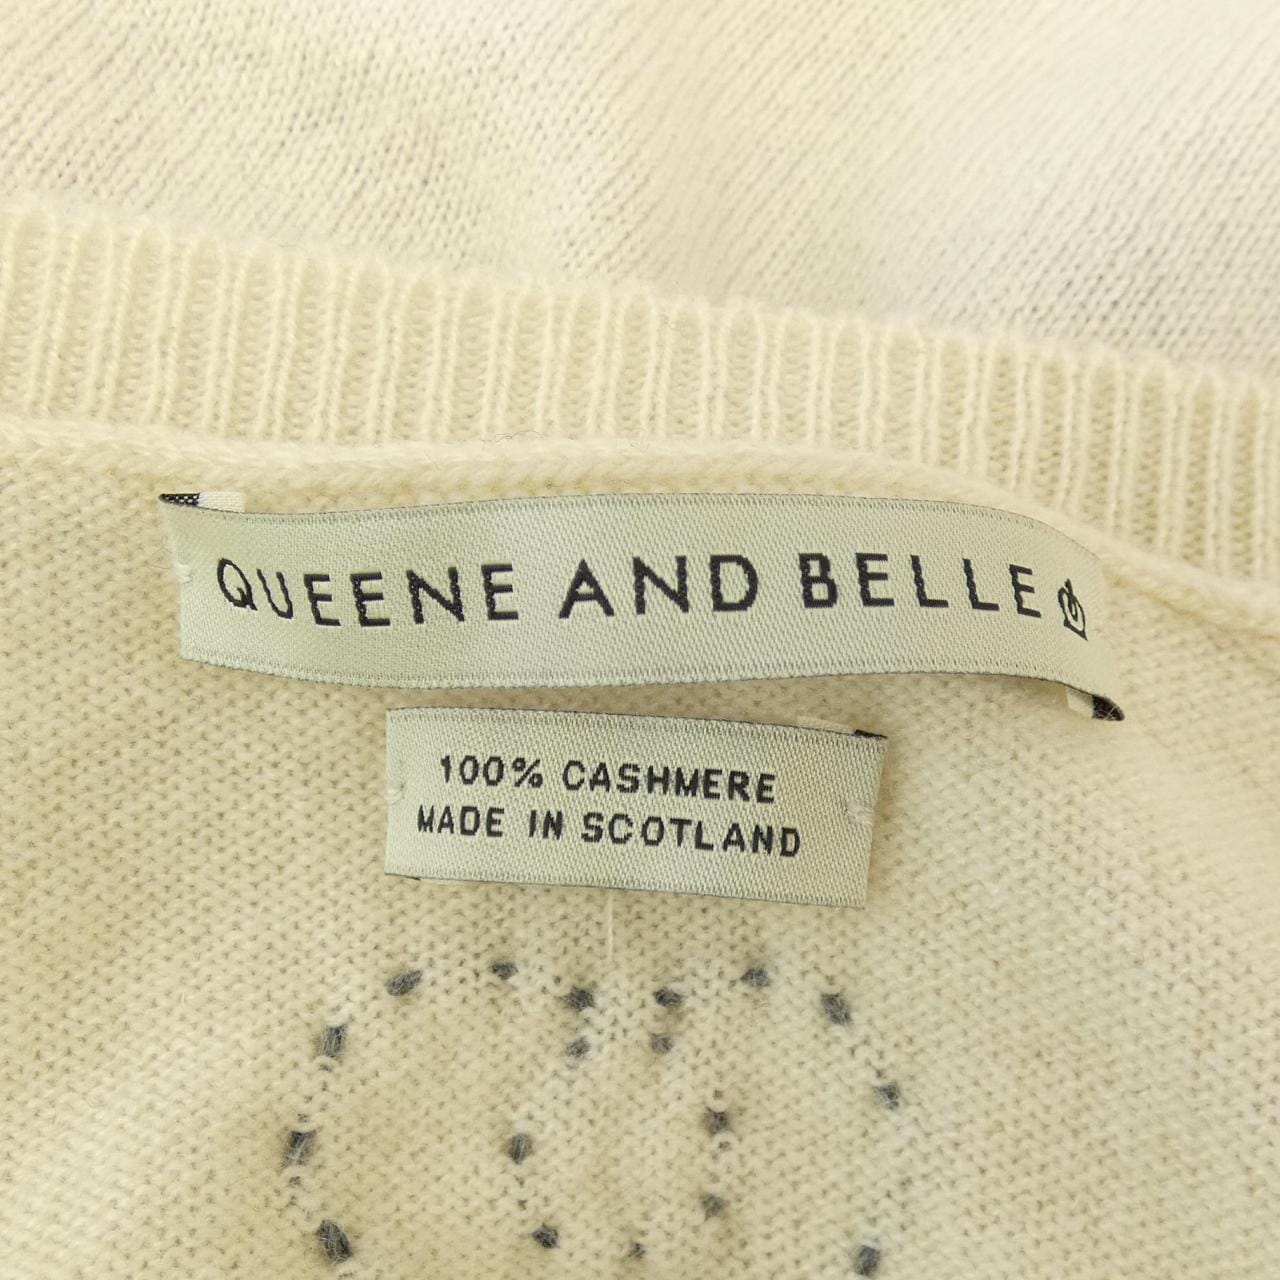 QUEENE AND BELLE
100% CASHMERE
MADE IN SCOTLAND